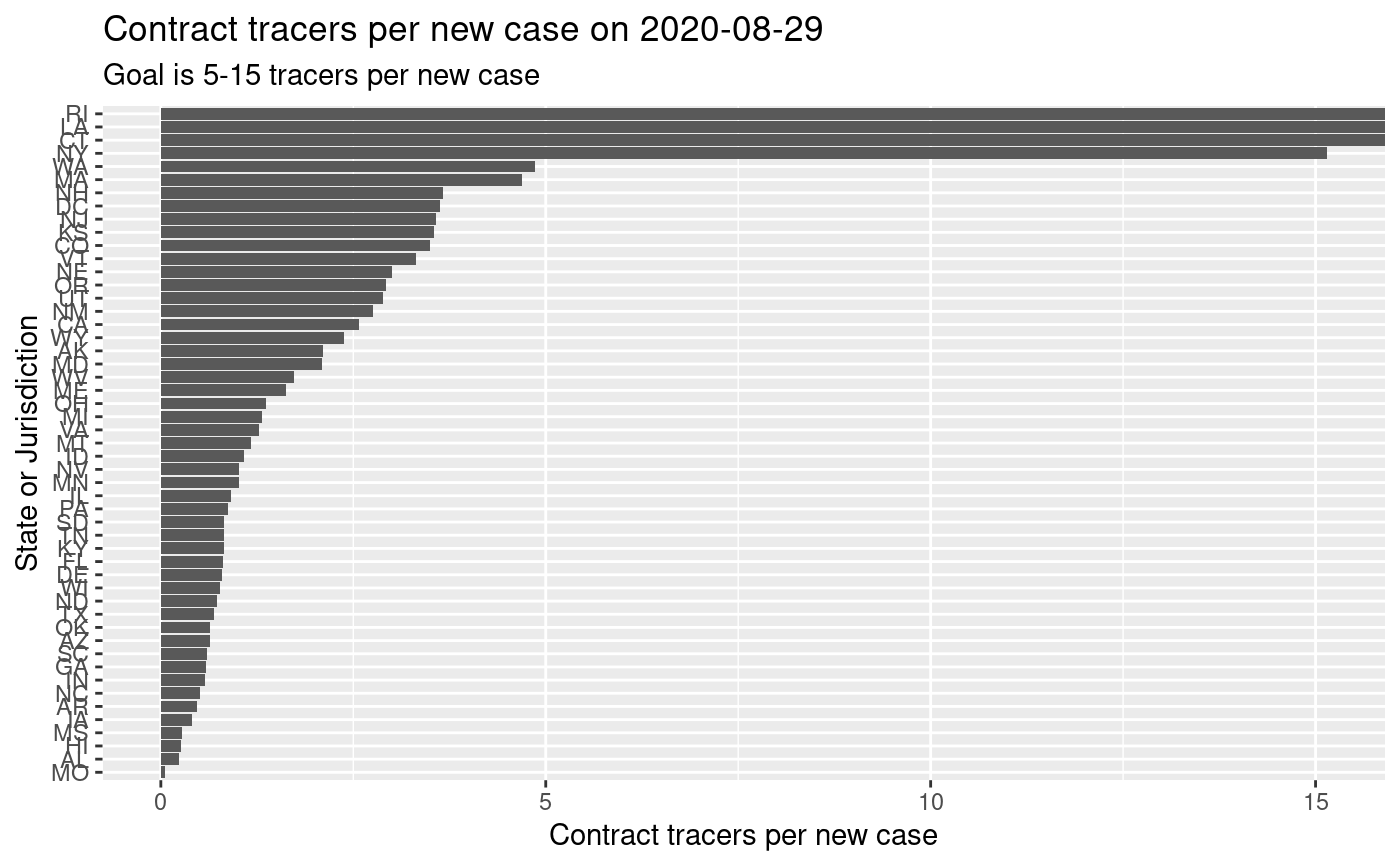 Contract tracers per new case on 2020-08-29
Goal is 5-15 tracers per new case
State or Jurisdiction
RI
LA
CT
NY
WA
MA
NH
DC
NJ
KS
CO
VT
NE
OR
UT
NM
CA
WY
AK
MD
WV
ME
OH
MI
VA
MT
ID
NV
MN
IL
PA
SD
TN
KY
FL
DE
WI
ND
TX
OK
AZ
SC
GA
IN
NC
AR
IA
MS
HI
AL
MO
0 5 10 15
Contract tracers per new case